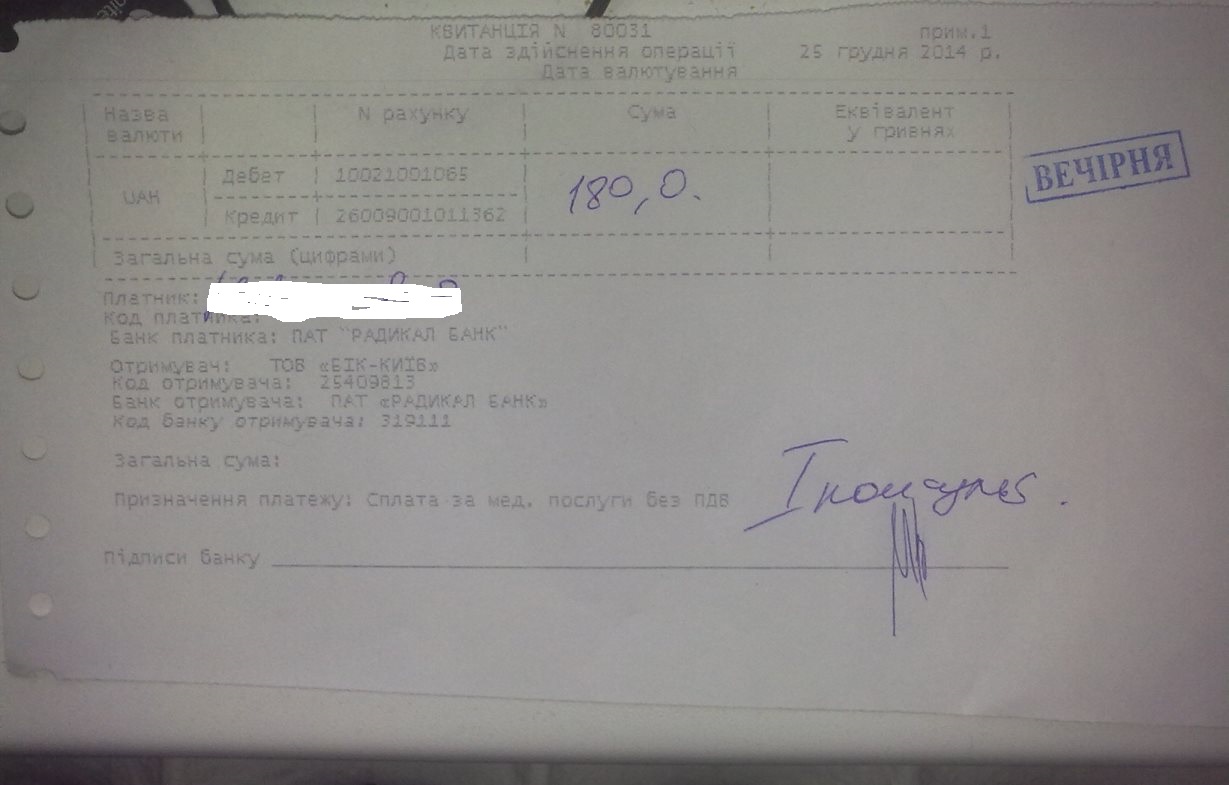 КВИТАНЦІЯ N 80031 прим.1
Дата здійснення операції 25 грудня 2014 р.
Дата валютування
Назва валюти N рахунку Сума Еквівалент у гривнях
UAH Дебет 10021001065 180,0.
Кредит 26009001011362
ВЕЧІРНЯ
Загальна сума (цифрами)
Платник:
Код платника:
Банк платника: ПАТ "РАДИКАЛ БАНК"
Отримувач: ТОВ «БІК-КИЇВ»
Код отримувача: 25409813
Банк отримувача: ПАТ «РАДИКАЛ БАНК»
Код банку отримувача: 319111
Загальна сума:
Призначення платежу: Сплата за мед. послуги без ПДВ
Підписи банку